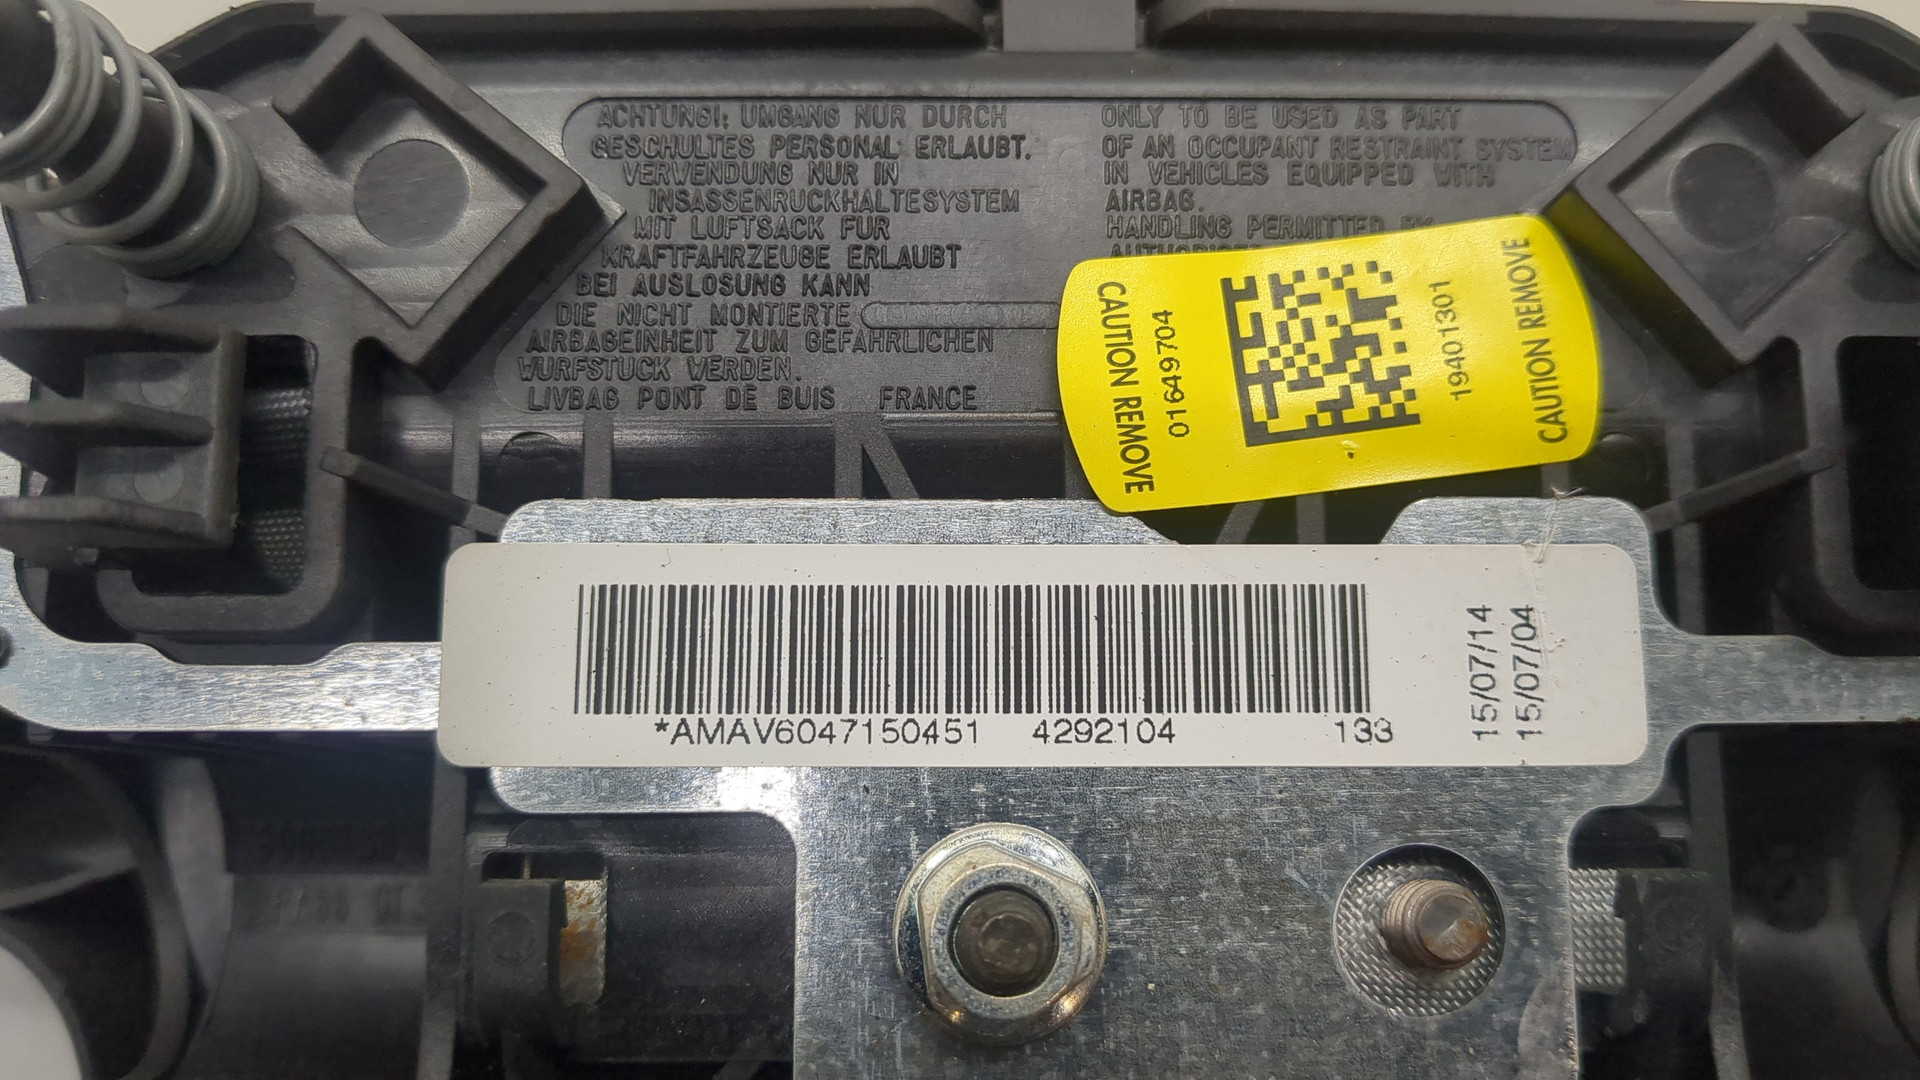 ACHTUNG!; UMGANG NUR DURCH
GESCHULTES PERSONAL ERLAUBT.
VERWENDUNG NUR IN
INSASSENRUCKHALTESYSTEM
MIT LUFTSACK FUR
KRAFTFAHRZEUGE ERLAUBT
BEI AUSLOSUNG KANN
DIE NICHT MONTIERTE
AIRBAGEINHEIT ZUM GEFAHRLICHEN
WURFSTUCK WERDEN.
LIVBAG PONT DE BUIS FRANCE
ONLY TO BE USED AS PART
OF AN OCCUPANT RESTRAINT SYSTEM
IN VEHICLES EQUIPPED WITH
AIRBAG.
HANDLING PERMITTED BY
CAUTION REMOVE
01649704
19401301
CAUTION REMOVE
*AMAV6047150451 4292104 133
15/07/14
15/07/04